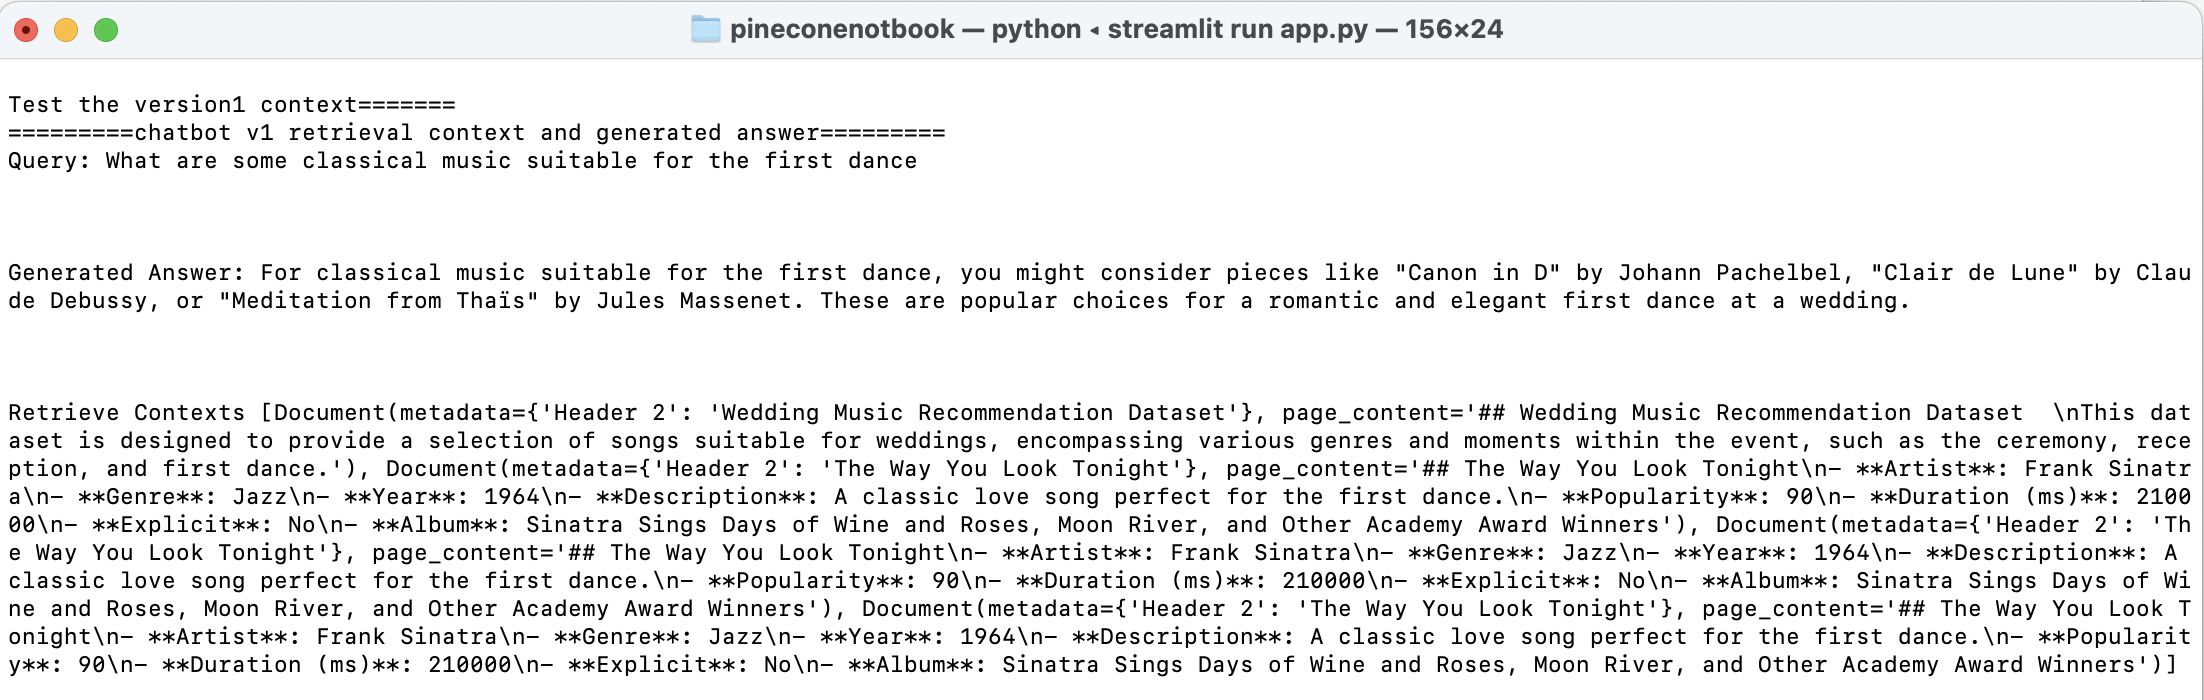 pineconenotbook — python ◂ streamlit run app.py — 156×24
Test the version1 context=======
=========chatbot v1 retrieval context and generated answer=========
Query: What are some classical music suitable for the first dance
Generated Answer: For classical music suitable for the first dance, you might consider pieces like "Canon in D" by Johann Pachelbel, "Clair de Lune" by Clau
de Debussy, or "Meditation from Thaïs" by Jules Massenet. These are popular choices for a romantic and elegant first dance at a wedding.
Retrieve Contexts [Document(metadata={'Header 2': 'Wedding Music Recommendation Dataset'}, page_content='## Wedding Music Recommendation Dataset  \nThis dat
aset is designed to provide a selection of songs suitable for weddings, encompassing various genres and moments within the event, such as the ceremony, rece
ption, and first dance.'), Document(metadata={'Header 2': 'The Way You Look Tonight'}, page_content='## The Way You Look Tonight\n- **Artist**: Frank Sinatr
a\n- **Genre**: Jazz\n- **Year**: 1964\n- **Description**: A classic love song perfect for the first dance.\n- **Popularity**: 90\n- **Duration (ms)**: 2100
00\n- **Explicit**: No\n- **Album**: Sinatra Sings Days of Wine and Roses, Moon River, and Other Academy Award Winners'), Document(metadata={'Header 2': 'Th
e Way You Look Tonight'}, page_content='## The Way You Look Tonight\n- **Artist**: Frank Sinatra\n- **Genre**: Jazz\n- **Year**: 1964\n- **Description**: A
classic love song perfect for the first dance.\n- **Popularity**: 90\n- **Duration (ms)**: 210000\n- **Explicit**: No\n- **Album**: Sinatra Sings Days of Wi
ne and Roses, Moon River, and Other Academy Award Winners'), Document(metadata={'Header 2': 'The Way You Look Tonight'}, page_content='## The Way You Look T
onight\n- **Artist**: Frank Sinatra\n- **Genre**: Jazz\n- **Year**: 1964\n- **Description**: A classic love song perfect for the first dance.\n- **Popularit
y**: 90\n- **Duration (ms)**: 210000\n- **Explicit**: No\n- **Album**: Sinatra Sings Days of Wine and Roses, Moon River, and Other Academy Award Winners')]